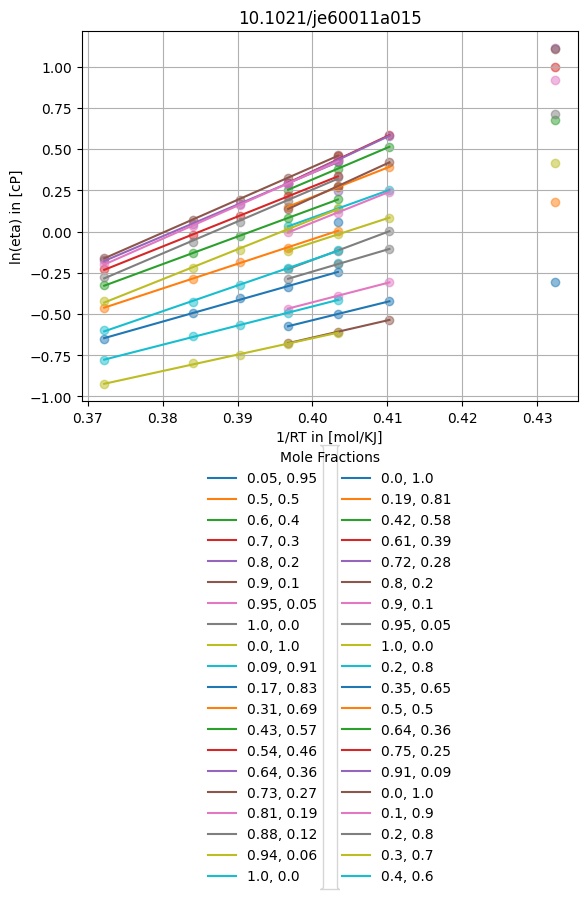 10.1021/je60011a015
ln(eta) in [cP]
1.00
0.75
0.50
0.25
0.00
−0.25
−0.50
−0.75
−1.00
0.37 0.38 0.39 0.40 0.41 0.42 0.43
1/RT in [mol/KJ]
Mole Fractions
0.05, 0.95 0.0, 1.0
0.5, 0.5 0.19, 0.81
0.6, 0.4 0.42, 0.58
0.7, 0.3 0.61, 0.39
0.8, 0.2 0.72, 0.28
0.9, 0.1 0.8, 0.2
0.95, 0.05 0.9, 0.1
1.0, 0.0 0.95, 0.05
0.0, 1.0 1.0, 0.0
0.09, 0.91 0.2, 0.8
0.17, 0.83 0.35, 0.65
0.31, 0.69 0.5, 0.5
0.43, 0.57 0.64, 0.36
0.54, 0.46 0.75, 0.25
0.64, 0.36 0.91, 0.09
0.73, 0.27 0.0, 1.0
0.81, 0.19 0.1, 0.9
0.88, 0.12 0.2, 0.8
0.94, 0.06 0.3, 0.7
1.0, 0.0 0.4, 0.6